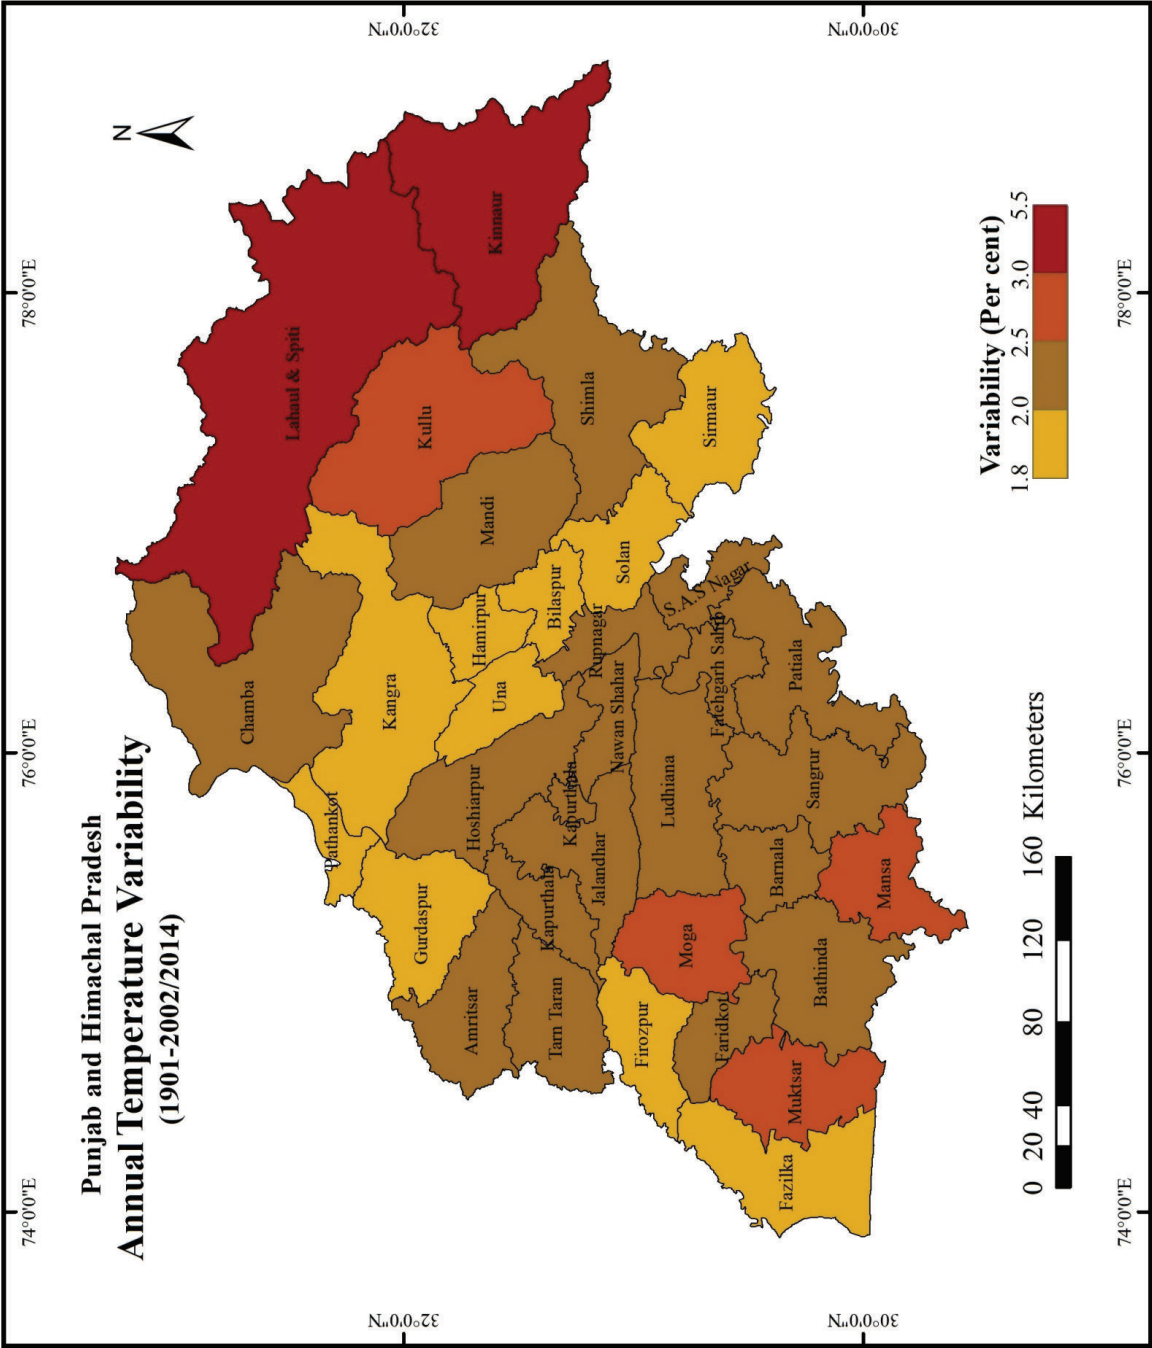 Punjab and Himachal Pradesh
Annual Temperature Variability
(1901-2002/2014)
N
74°0'0"E
76°0'0"E
78°0'0"E
32°0'0"N
32°0'0"N
30°0'0"N
30°0'0"N
74°0'0"E
76°0'0"E
78°0'0"E
Lahaul & Spiti
Kinnaur
Chamba
Kullu
Kangra
Pathankot
Mandi
Shimla
Hamirpur
Una
Bilaspur
Solan
Sirmaur
Gurdaspur
Hoshiarpur
Amritsar
Kapurthala
Kapurthala
Tarn Taran
Jalandhar
Nawan Shahar
Rupnagar
S.A.S Nagar
Ludhiana
Fatehgarh Sahib
Firozpur
Moga
Faridkot
Patiala
Sangrur
Barnala
Bathinda
Mansa
Muktsar
Fazilka
Variability (Per cent)
1.8 2.0 2.5 3.0 5.5
0 20 40 80 120 160 Kilometers